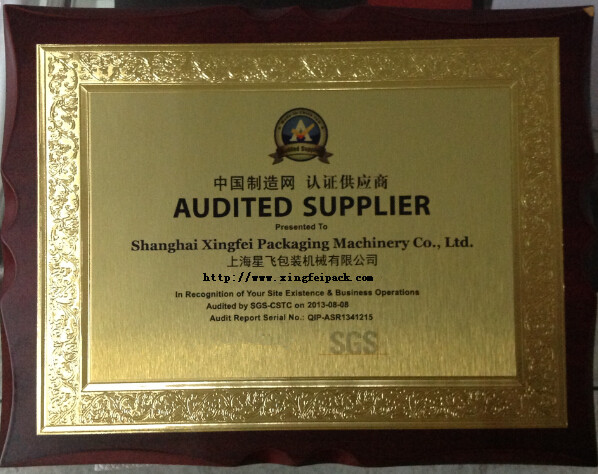 Audited Supplier
中国制造网 认证供应商
AUDITED SUPPLIER
Presented To
Shanghai Xingfei Packaging Machinery Co., Ltd.
上海星飞包装机械有限公司
http://www.xingfeipack.com
In Recognition of Your Site Existence & Business Operations
Audited by SGS-CSTC on 2013-08-08
Audit Report Serial No.: QIP-ASR1341215
SGS